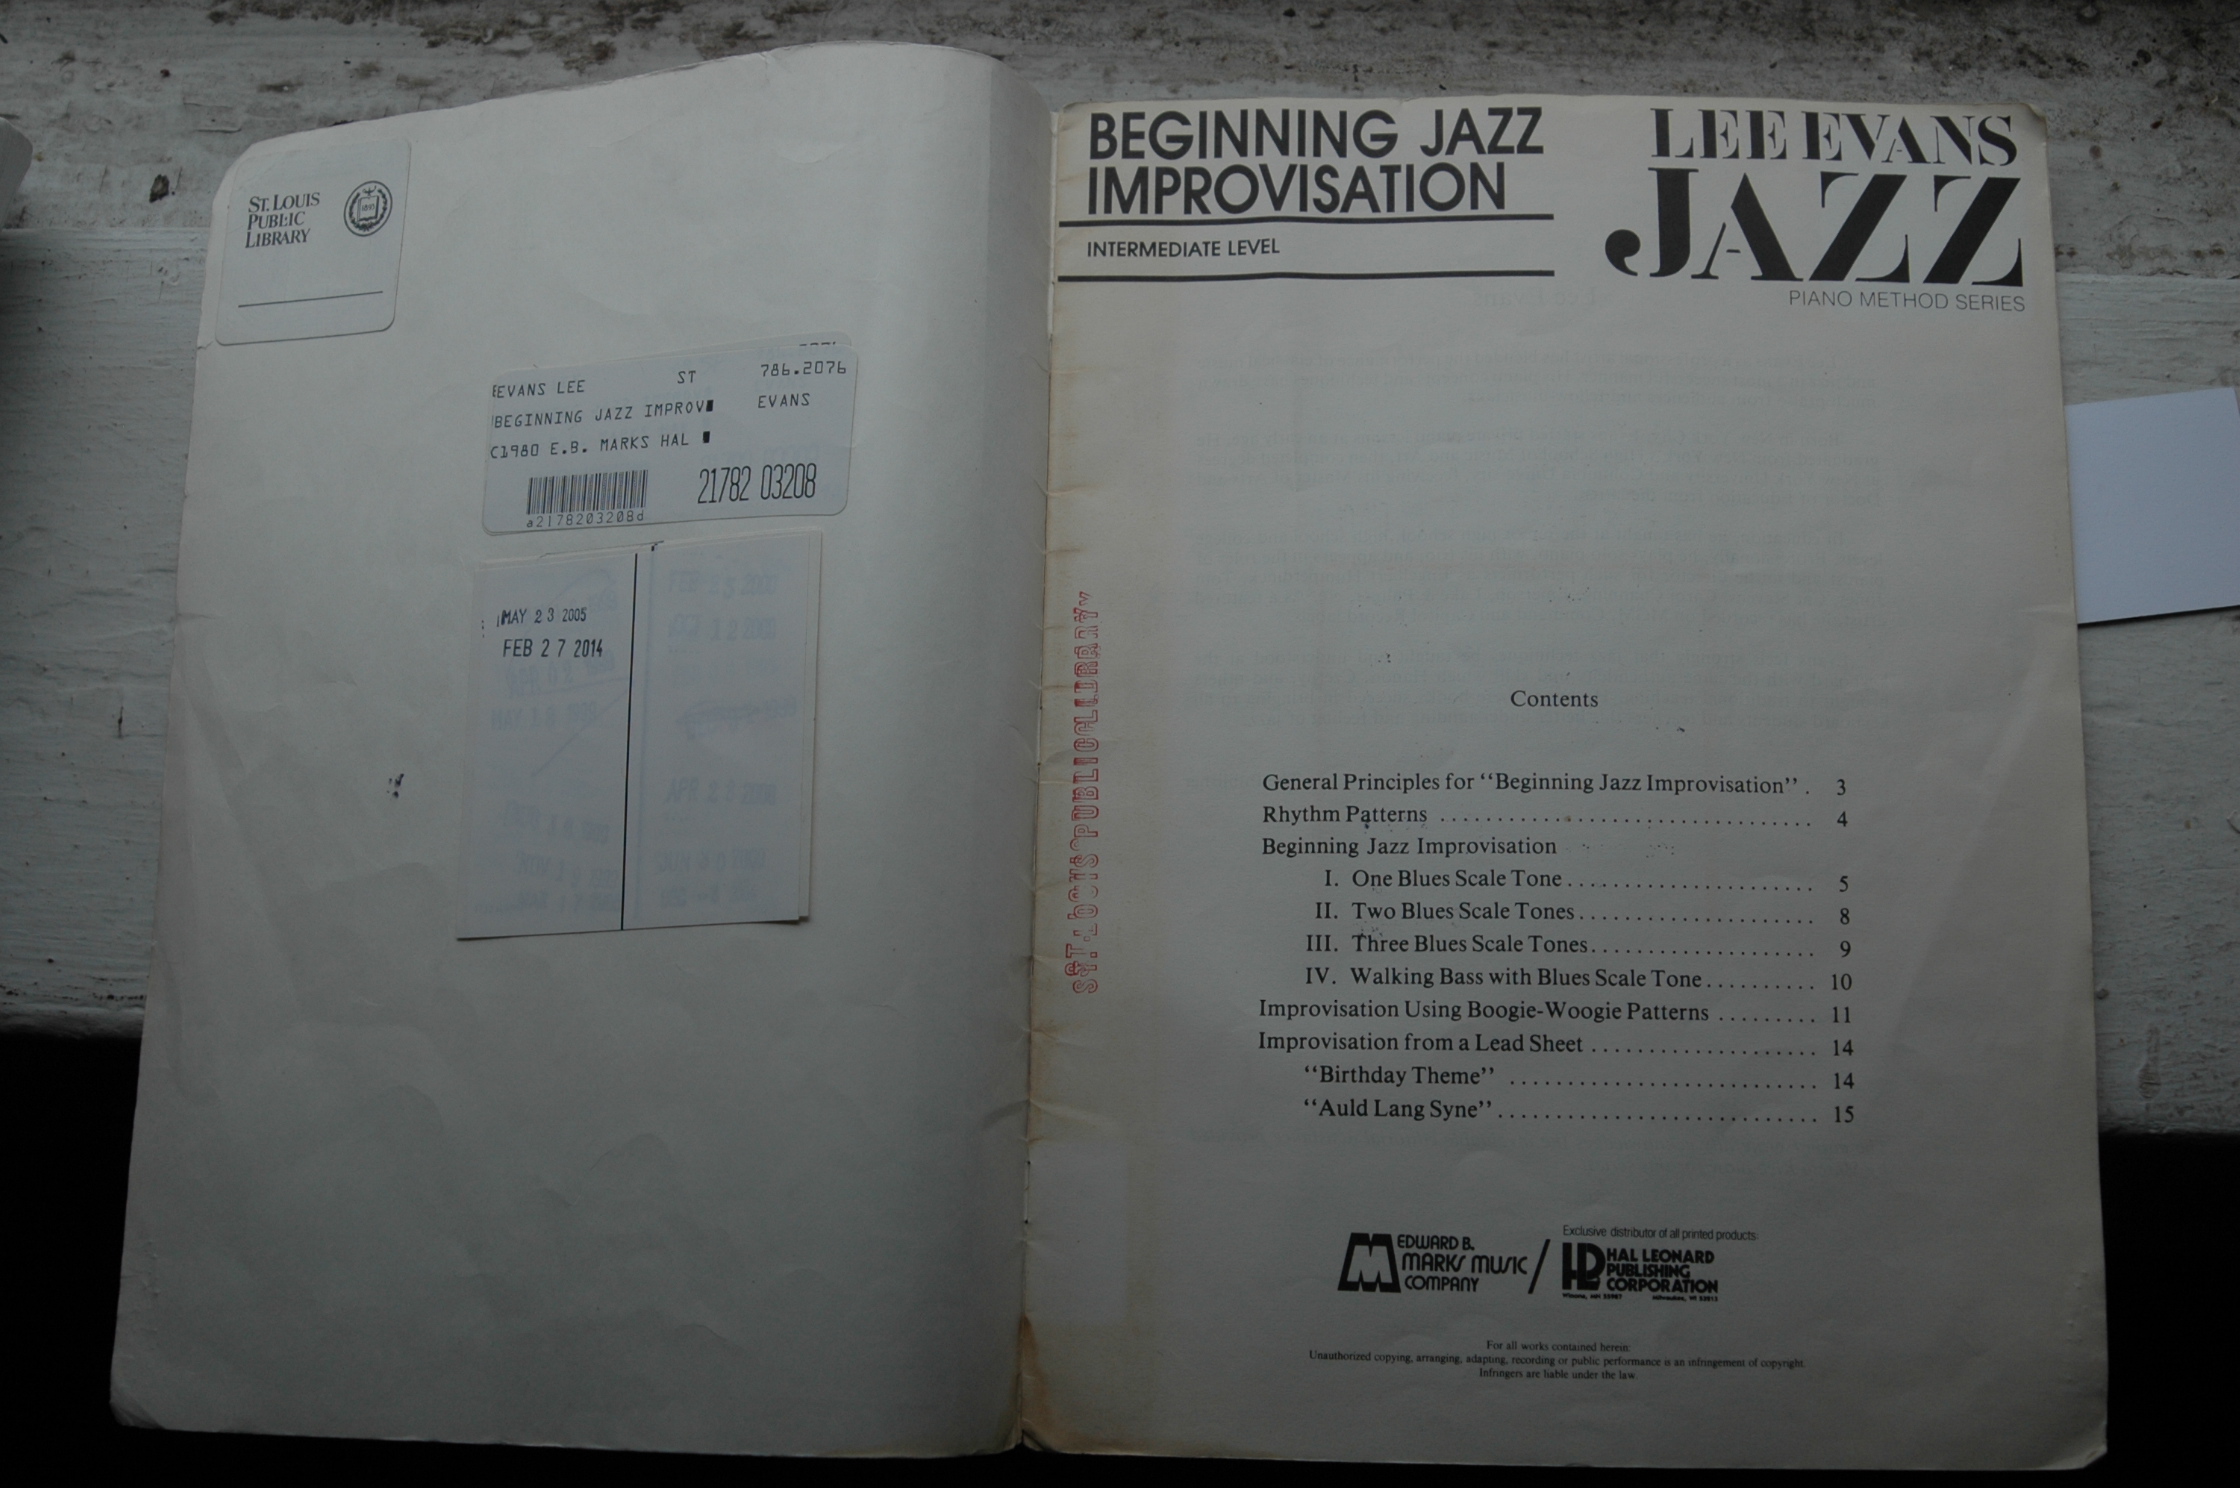 ST. LOUIS
PUBLIC
LIBRARY
1893
EVANS LEE ST 786.2076
BEGINNING JAZZ IMPROV EVANS
C1980 E.B. MARKS HAL
21782 03208
a2178203208d
MAY 23 2005
FEB 27 2014
ST. LOUIS PUBLIC LIBRARY
BEGINNING JAZZ
IMPROVISATION
INTERMEDIATE LEVEL
LEE EVANS
JAZZ
PIANO METHOD SERIES
Contents
General Principles for “Beginning Jazz Improvisation” . 3
Rhythm Patterns ................................ 4
Beginning Jazz Improvisation
I. One Blues Scale Tone ....................... 5
II. Two Blues Scale Tones ...................... 8
III. Three Blues Scale Tones ..................... 9
IV. Walking Bass with Blues Scale Tone .......... 10
Improvisation Using Boogie-Woogie Patterns ......... 11
Improvisation from a Lead Sheet ..................... 14
“Birthday Theme” ............................ 14
“Auld Lang Syne” ............................. 15
EDWARD B.
MARKS MUSIC
COMPANY
Exclusive distributor of all printed products:
HAL LEONARD
PUBLISHING
CORPORATION
For all works contained herein:
Unauthorized copying, arranging, adapting, recording or public performance is an infringement of copyright.
Infringers are liable under the law.